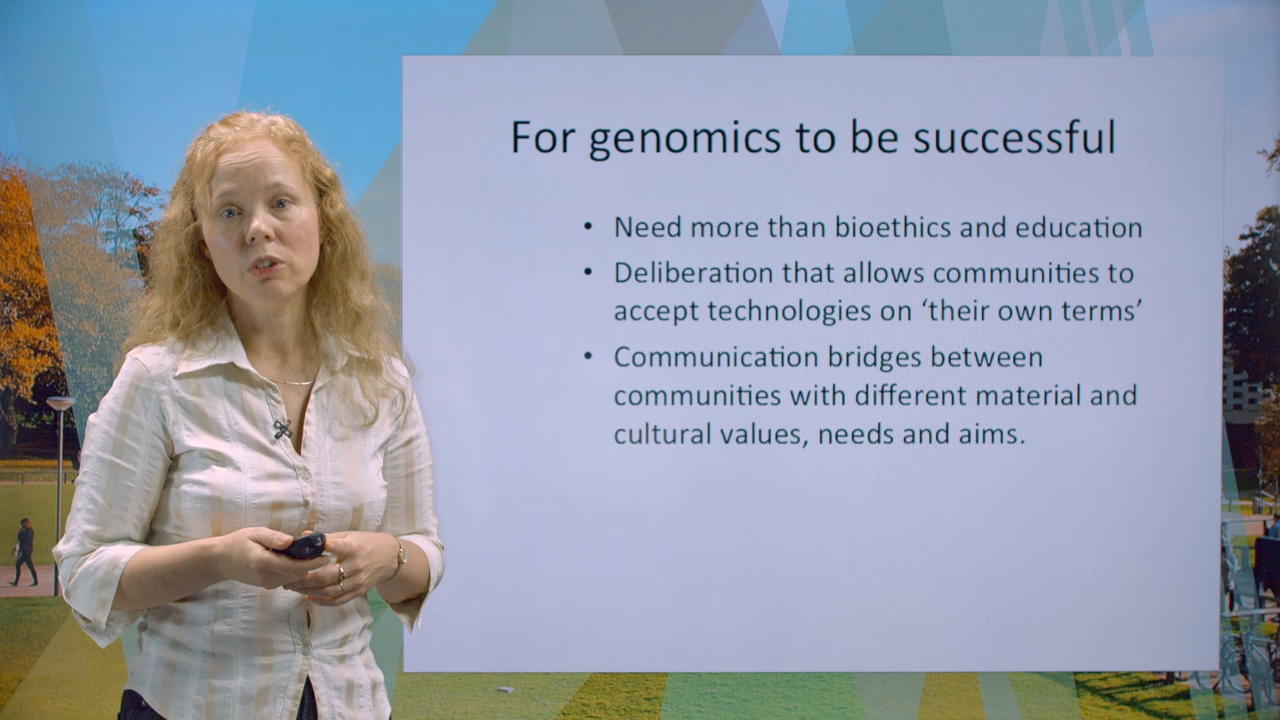 For genomics to be successful
• Need more than bioethics and education
• Deliberation that allows communities to
accept technologies on ‘their own terms’
• Communication bridges between
communities with different material and
cultural values, needs and aims.